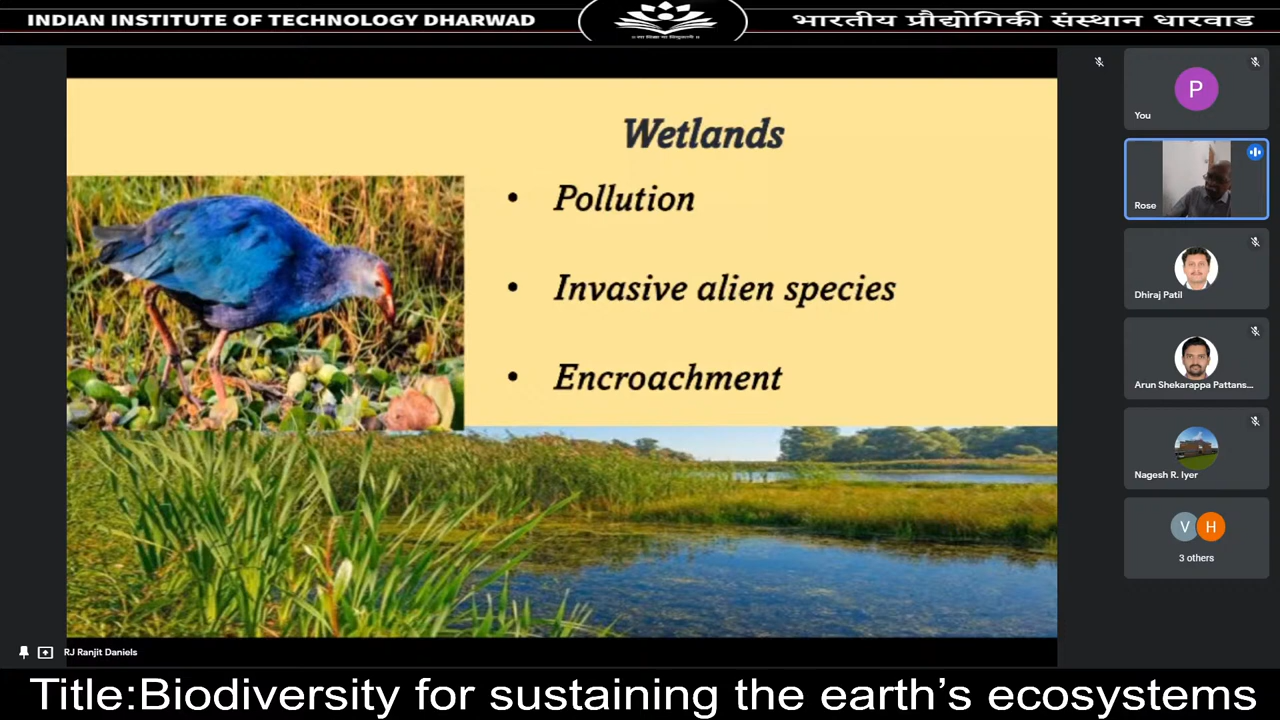 INDIAN INSTITUTE OF TECHNOLOGY DHARWAD
भारतीय प्रौद्योगिकी संस्थान धारवाड
Wetlands
• Pollution
• Invasive alien species
• Encroachment
P
You
Rose
Dhiraj Patil
Arun Shekarappa Pattans...
Nagesh R. Iyer
V H
3 others
RJ Ranjit Daniels
Title:Biodiversity for sustaining the earth’s ecosystems